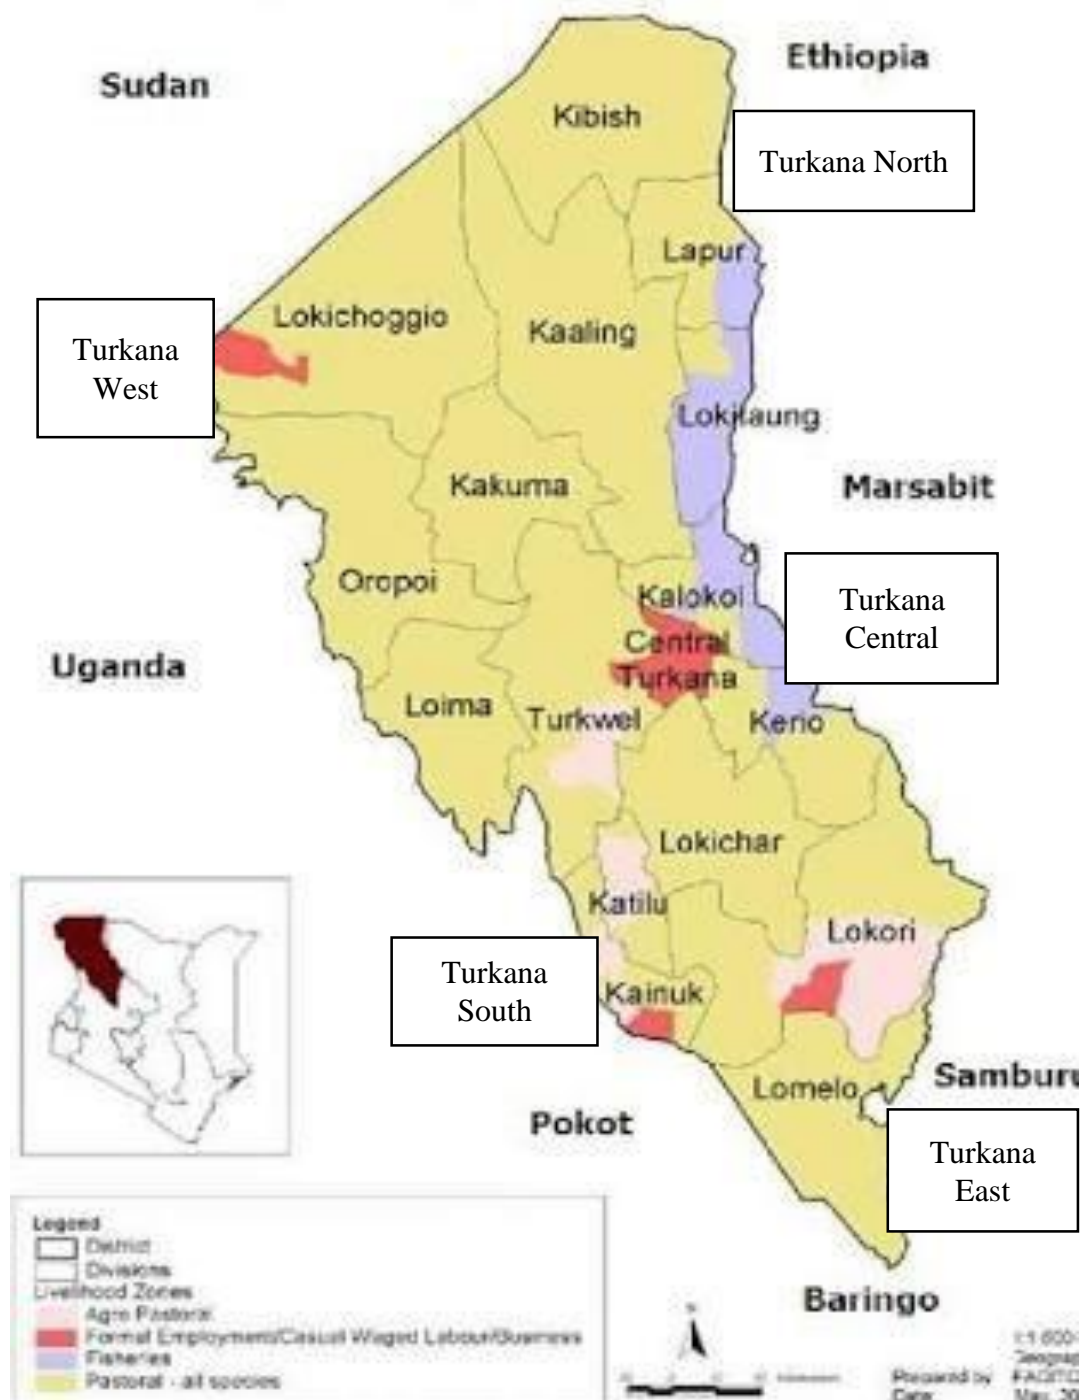 Ethiopia
Sudan
Kibish
Turkana North
Lapur
Lokichoggio
Kaaling
Turkana
West
Lokitaung
Kakuma
Marsabit
Oropoi
Kalokol
Turkana
Central
Central
Turkana
Uganda
Loima
Turkwel
Kerio
Lokichar
Katilu
Lokori
Turkana
South
Kainuk
Lomelo
Samburu
Pokot
Turkana
East
Baringo
Legend
District
Divisions
Livelihood Zones
Agro Pastoral
Formal Employment/Casual Waged Labour/Business
Fisheries
Pastoral - all species
N
Prepared by